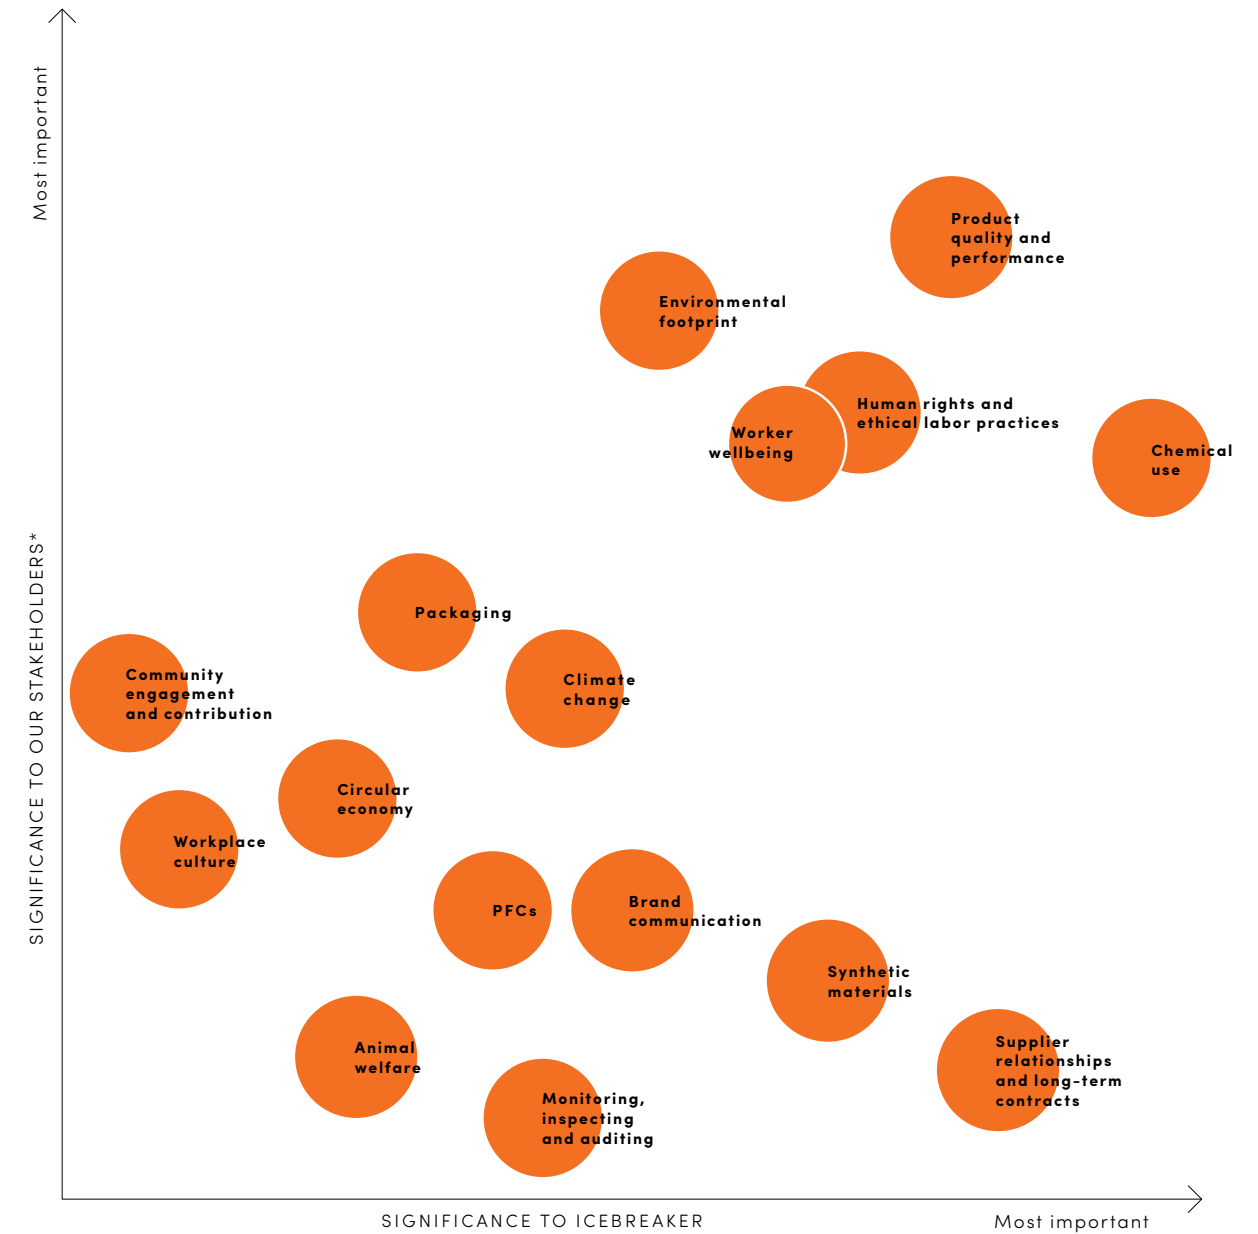 Most important
SIGNIFICANCE TO OUR STAKEHOLDERS*
Product
quality and
performance
Environmental
footprint
Human rights and
ethical labor practices
Worker
wellbeing
Chemical
use
Packaging
Community
engagement
and contribution
Climate
change
Circular
economy
Workplace
culture
PFCs
Brand
communication
Synthetic
materials
Animal
welfare
Supplier
relationships
and long-term
contracts
Monitoring,
inspecting
and auditing
SIGNIFICANCE TO ICEBREAKER
Most important